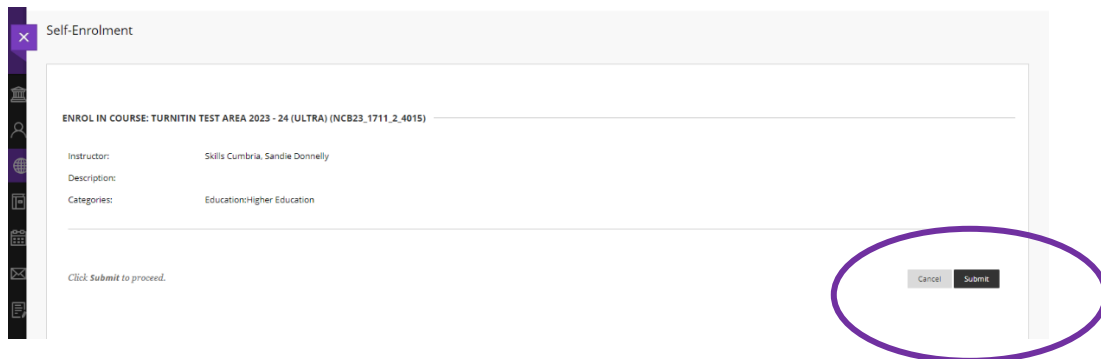 Self-Enrolment
ENROL IN COURSE: TURNITIN TEST AREA 2023 - 24 (ULTRA) (NCB23_1711_2_4015)
Instructor: Skills Cumbria, Sandie Donnelly
Description:
Categories: Education:Higher Education
Click Submit to proceed. Cancel Submit